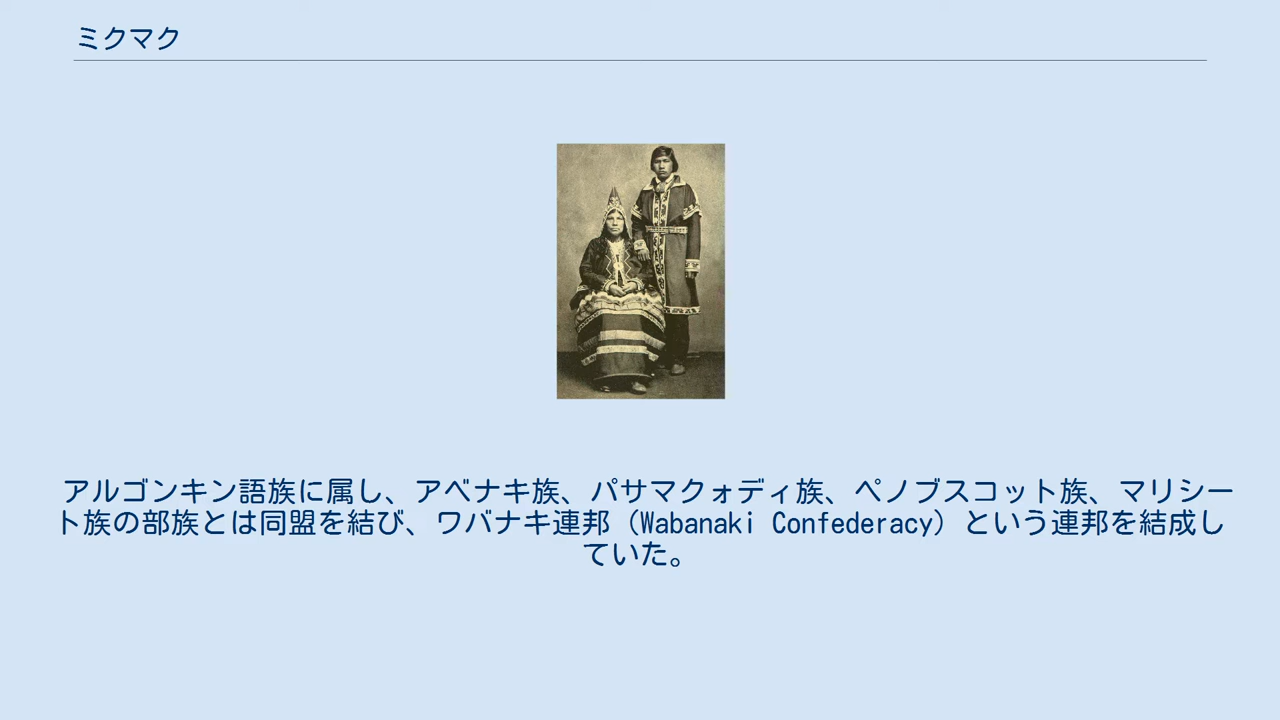 ミクマク
アルゴンキン語族に属し、アベナキ族、パサマクォディ族、ペノブスコット族、マリシー
ト族の部族とは同盟を結び、ワバナキ連邦（Wabanaki Confederacy）という連邦を結成し
ていた。